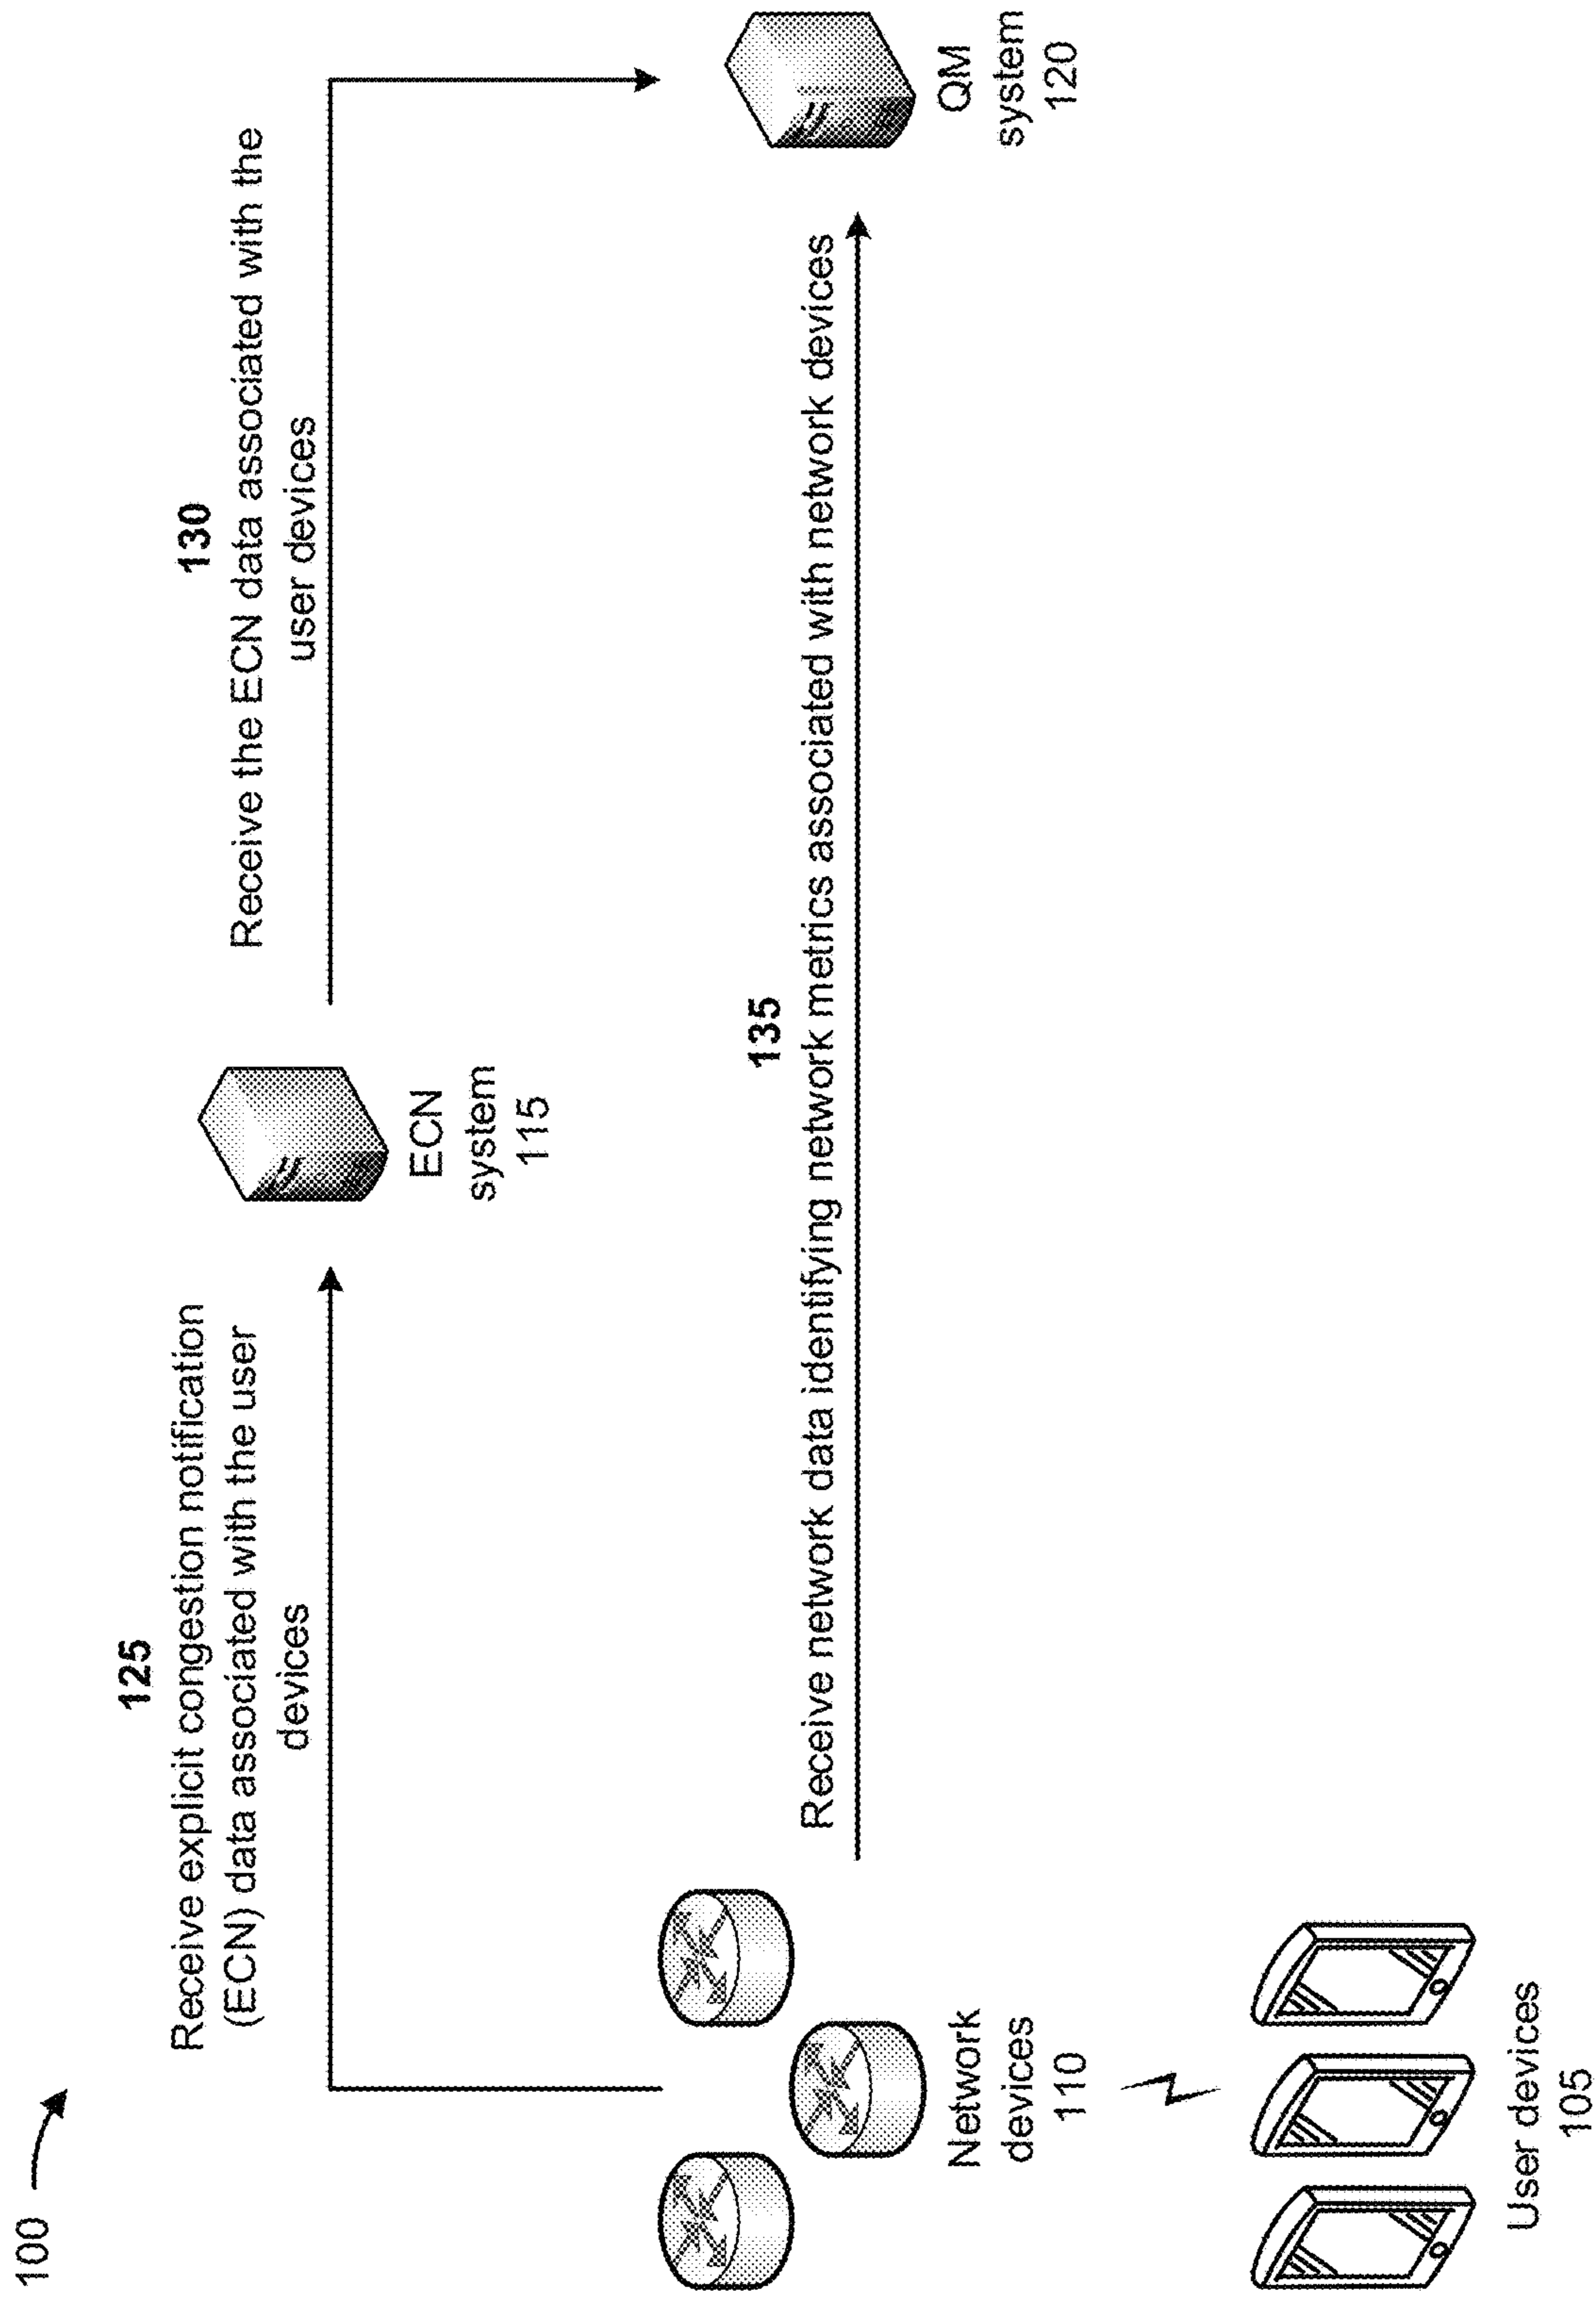 100
125
Receive explicit congestion notification
(ECN) data associated with the user
devices
130
Receive the ECN data associated with the
user devices
ECN
system
115
135
Receive network data identifying network metrics associated with network devices
QM
system
120
Network
devices
110
User devices
105